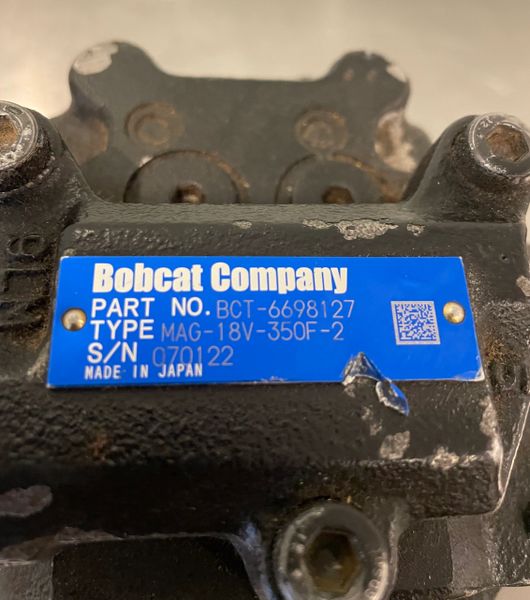 Bobcat Company
PART NO. BCT-6698127
TYPE MAG-18V-350F-2
S/N 070122
MADE IN JAPAN